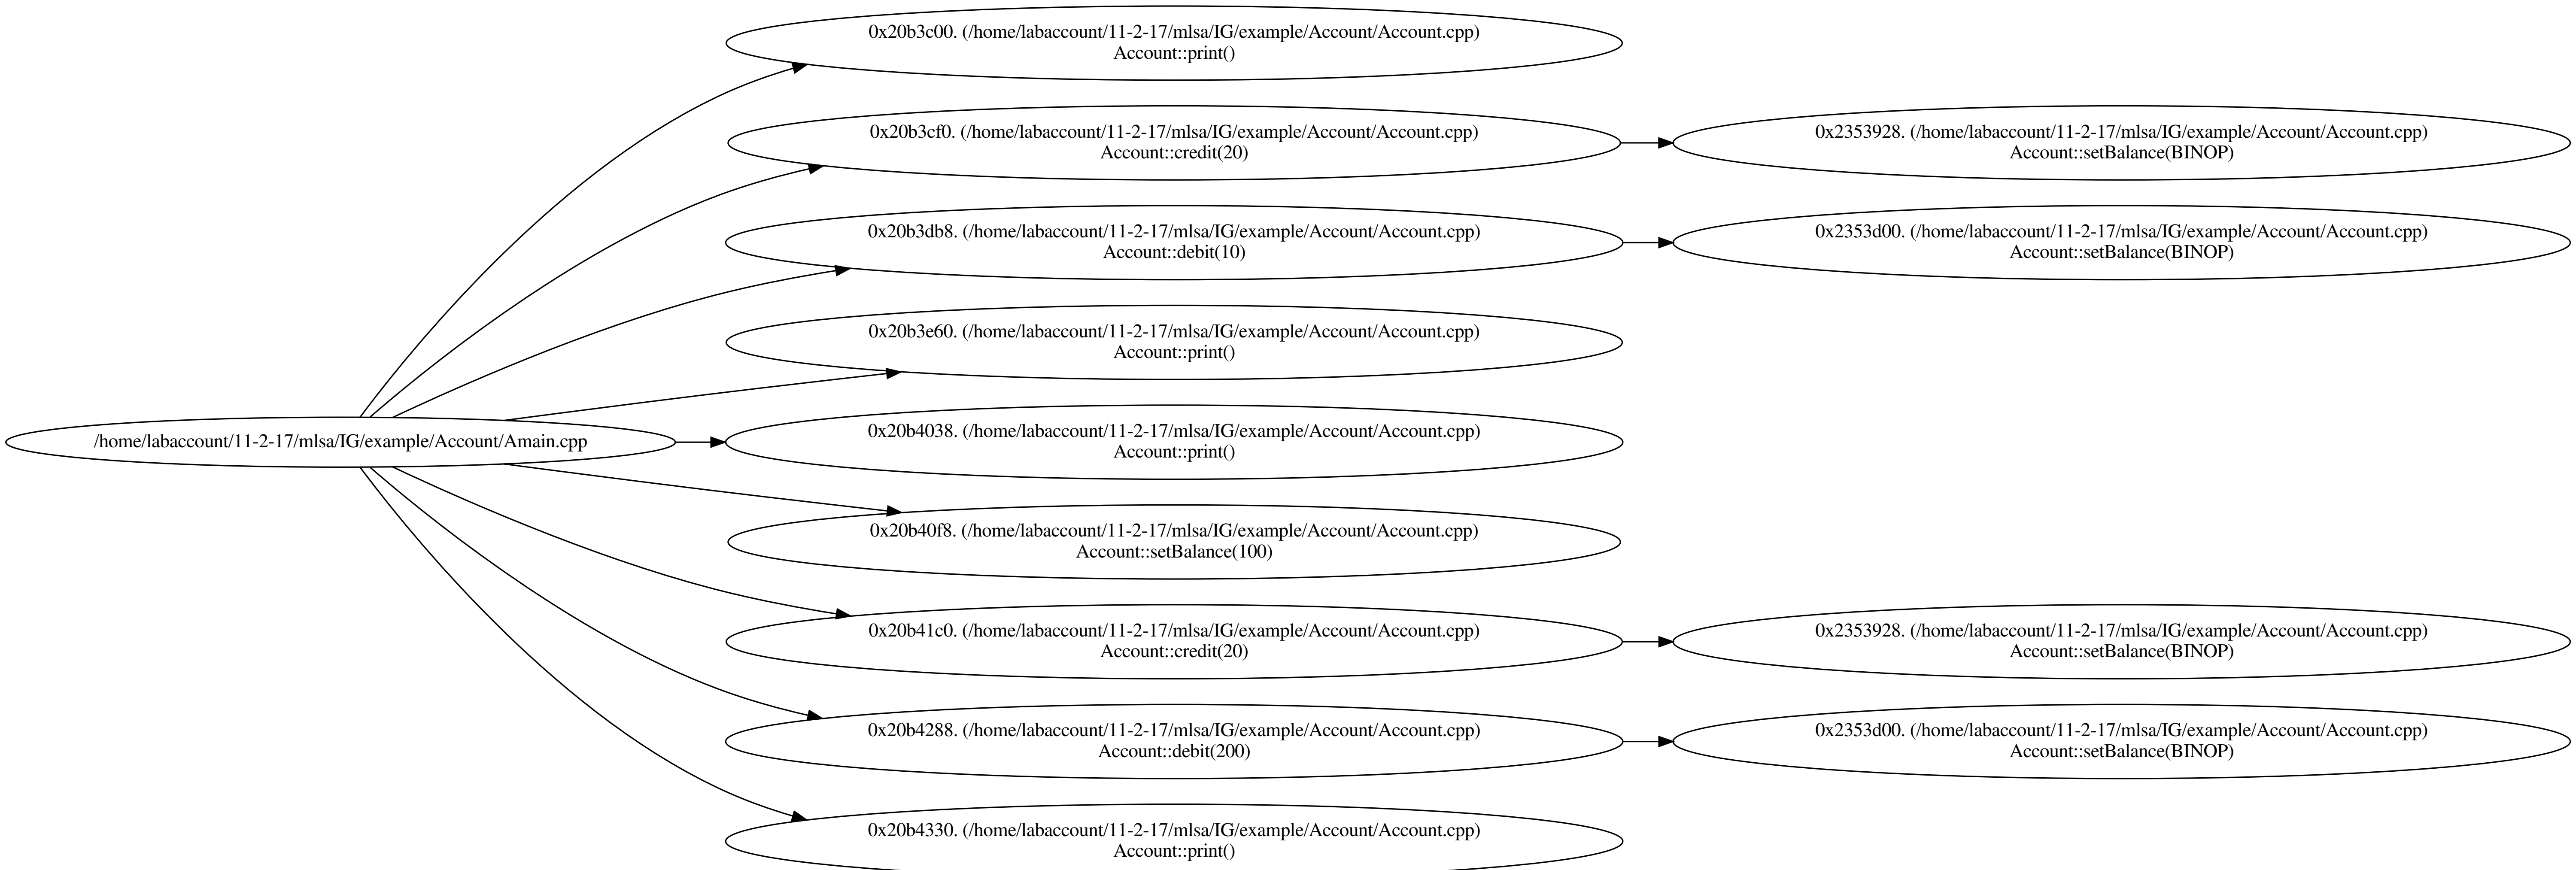 0x20b3c00. (/home/labaccount/11-2-17/mlsa/IG/example/Account/Account.cpp)
Account::print()
0x20b3cf0. (/home/labaccount/11-2-17/mlsa/IG/example/Account/Account.cpp)
Account::credit(20)
0x2353928. (/home/labaccount/11-2-17/mlsa/IG/example/Account/Account.cpp)
Account::setBalance(BINOP)
0x20b3db8. (/home/labaccount/11-2-17/mlsa/IG/example/Account/Account.cpp)
Account::debit(10)
0x2353d00. (/home/labaccount/11-2-17/mlsa/IG/example/Account/Account.cpp)
Account::setBalance(BINOP)
0x20b3e60. (/home/labaccount/11-2-17/mlsa/IG/example/Account/Account.cpp)
Account::print()
/home/labaccount/11-2-17/mlsa/IG/example/Account/Amain.cpp
0x20b4038. (/home/labaccount/11-2-17/mlsa/IG/example/Account/Account.cpp)
Account::print()
0x20b40f8. (/home/labaccount/11-2-17/mlsa/IG/example/Account/Account.cpp)
Account::setBalance(100)
0x20b41c0. (/home/labaccount/11-2-17/mlsa/IG/example/Account/Account.cpp)
Account::credit(20)
0x2353928. (/home/labaccount/11-2-17/mlsa/IG/example/Account/Account.cpp)
Account::setBalance(BINOP)
0x20b4288. (/home/labaccount/11-2-17/mlsa/IG/example/Account/Account.cpp)
Account::debit(200)
0x2353d00. (/home/labaccount/11-2-17/mlsa/IG/example/Account/Account.cpp)
Account::setBalance(BINOP)
0x20b4330. (/home/labaccount/11-2-17/mlsa/IG/example/Account/Account.cpp)
Account::print()